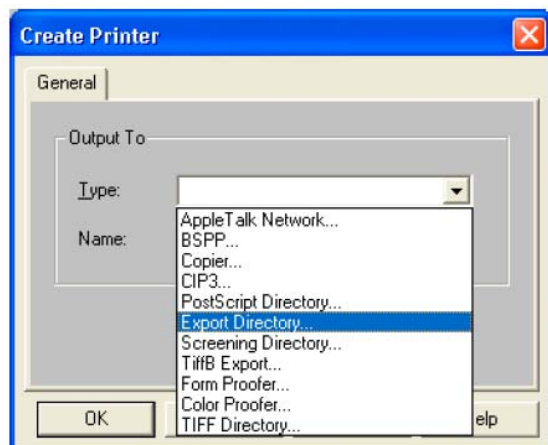 Create Printer
General
Output To
Type:
Name:
AppleTalk Network...
BSPP...
Copier...
CIP3...
PostScript Directory...
Export Directory...
Screening Directory...
TiffB Export...
Form Proofer...
Color Proofer...
TIFF Directory...
OK
elp